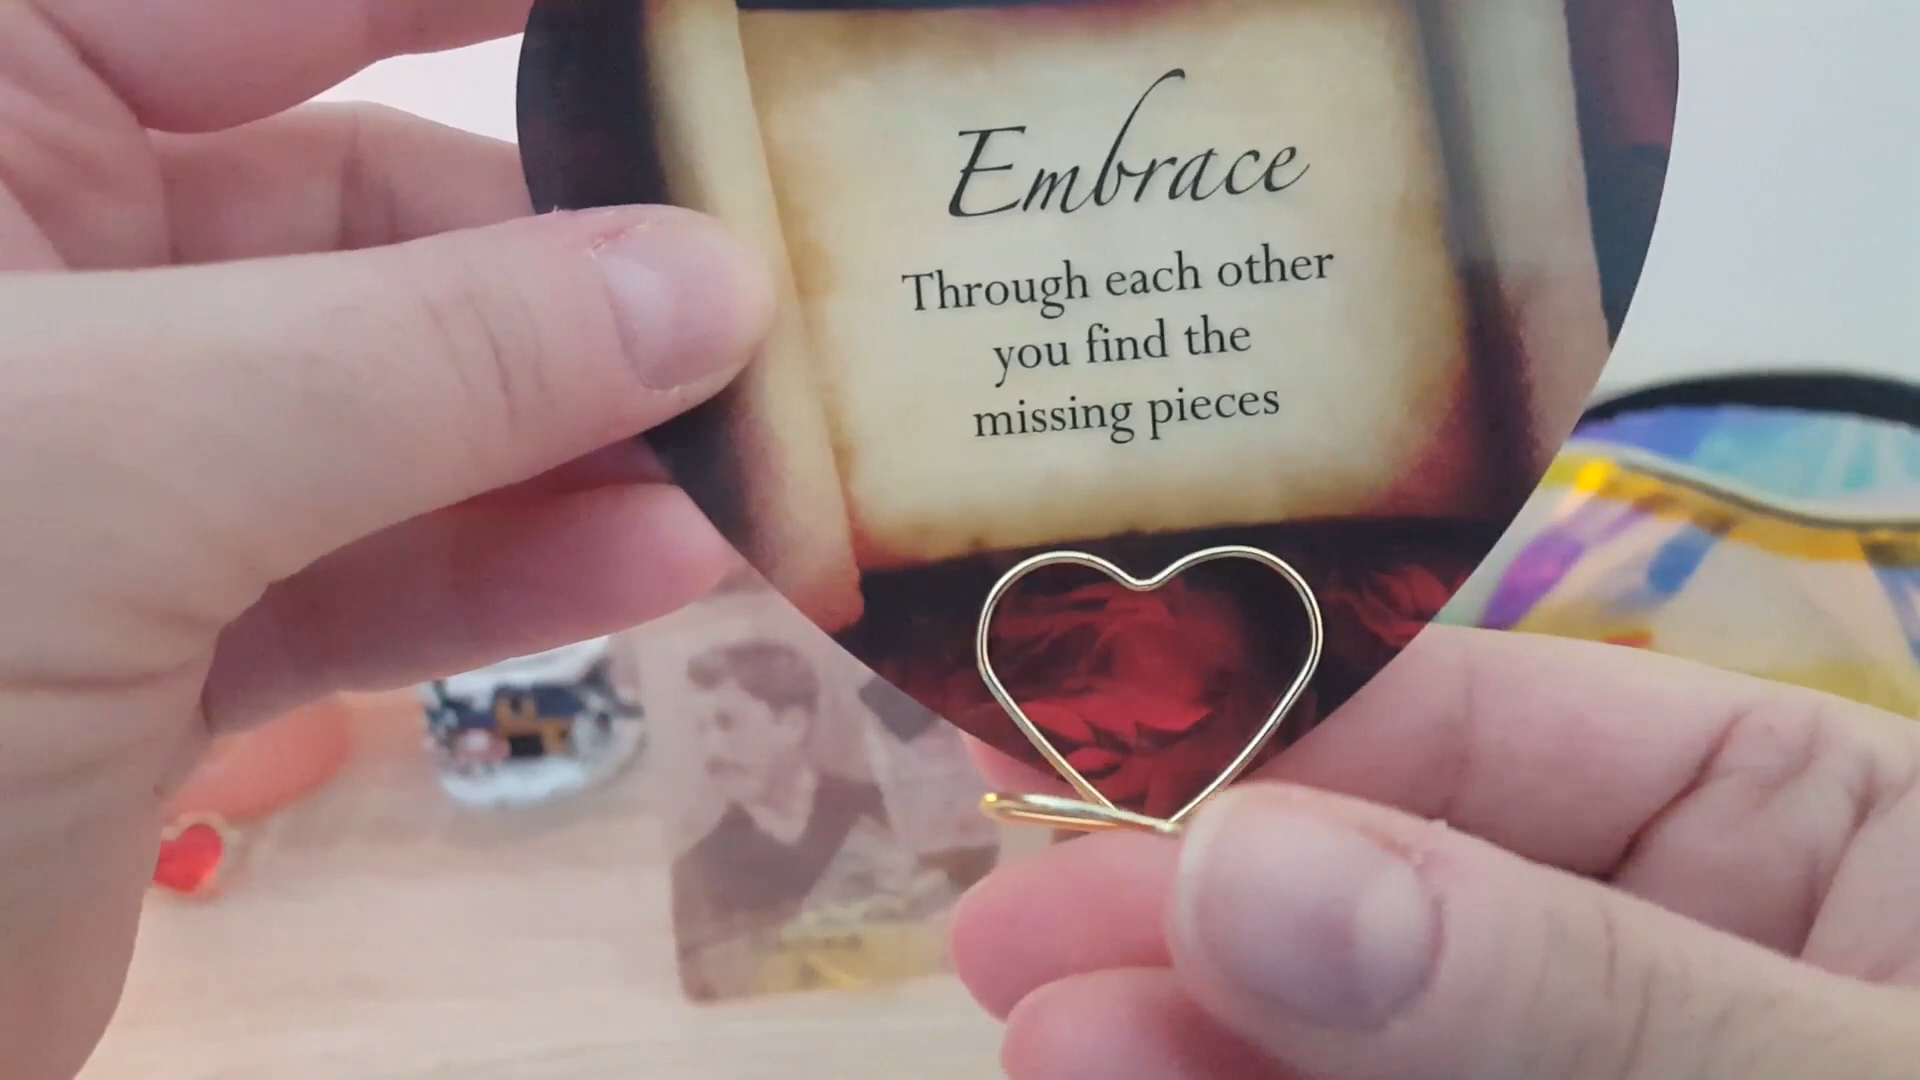 Embrace
Through each other
you find the
missing pieces